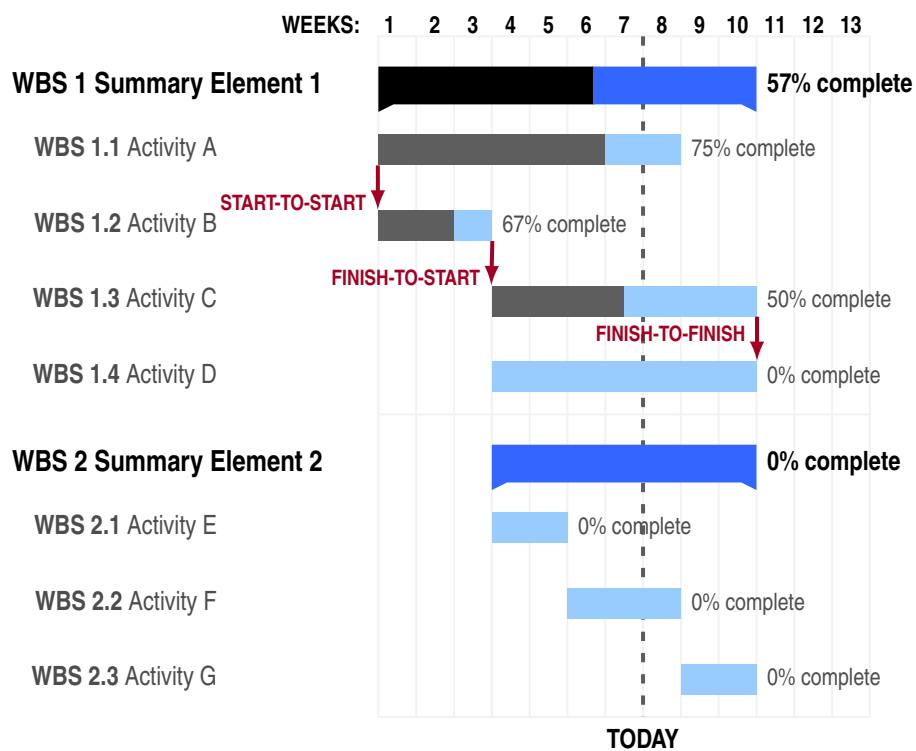 WEEKS: 1 2 3 4 5 6 7 8 9 10 11 12 13
WBS 1 Summary Element 1 57% complete
WBS 1.1 Activity A 75% complete
START-TO-START
WBS 1.2 Activity B 67% complete
FINISH-TO-START
WBS 1.3 Activity C 50% complete
FINISH-TO-FINISH
WBS 1.4 Activity D 0% complete
WBS 2 Summary Element 2 0% complete
WBS 2.1 Activity E 0% complete
WBS 2.2 Activity F 0% complete
WBS 2.3 Activity G 0% complete
TODAY